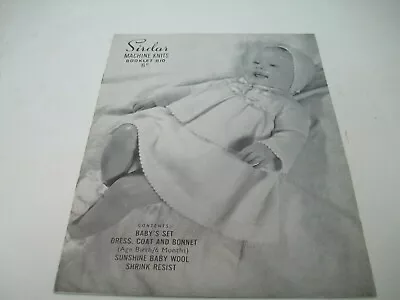 Sirdar
MACHINE KNITS
BOOKLET B10
6D
CONTENTS:
BABY'S SET
DRESS, COAT AND BONNET
(Age Birth/6 Months)
SUNSHINE BABY WOOL
SHRINK RESIST